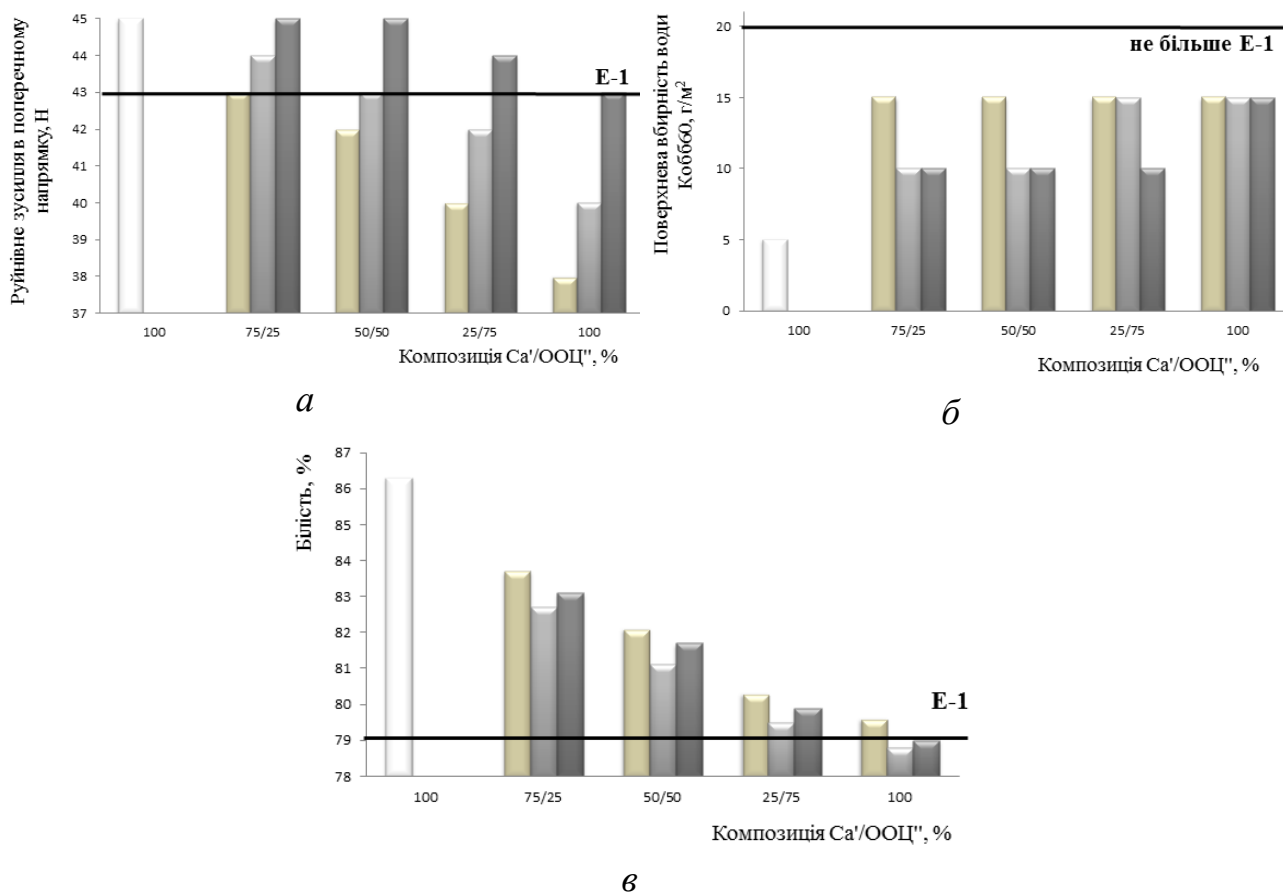 Руйнівне зусилля в поперечному
напрямку, Н
45
44
43
42
41
40
39
38
37
Е-1
100
75/25
50/50
25/75
100
Композиція Са'/ООЦ", %
а
Поверхнева вбирність води
Кобб60, г/м²
20
15
10
5
0
не більше Е-1
100
75/25
50/50
25/75
100
Композиція Са'/ООЦ", %
б
Білість, %
87
86
85
84
83
82
81
80
79
78
Е-1
100
75/25
50/50
25/75
100
Композиція Са'/ООЦ", %
в